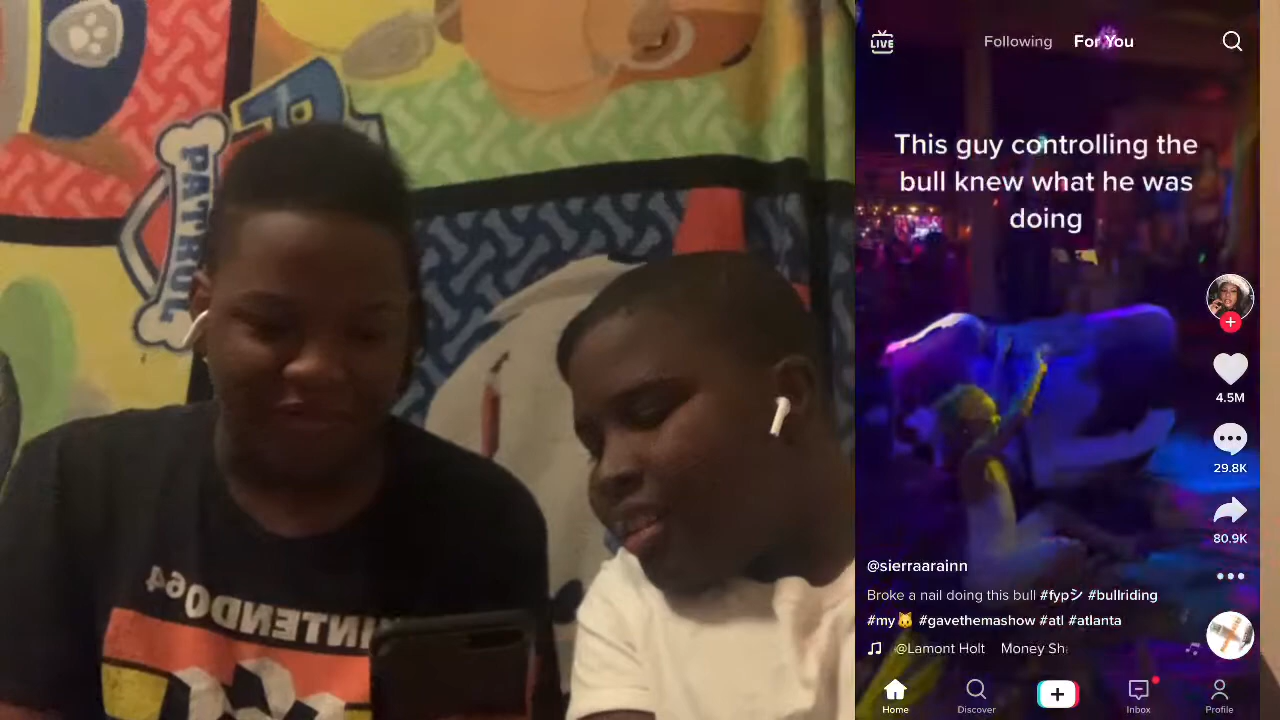 PATROL
NINTENDO64
LIVE
Following For You
This guy controlling the
bull knew what he was
doing
4.5M
29.8K
80.9K
@sierraarainn
Broke a nail doing this bull #fypシ #bullriding
#my🐱 #gavethemashow #atl #atlanta
@Lamont Holt Money Sh
Home
Discover
Inbox
Profile